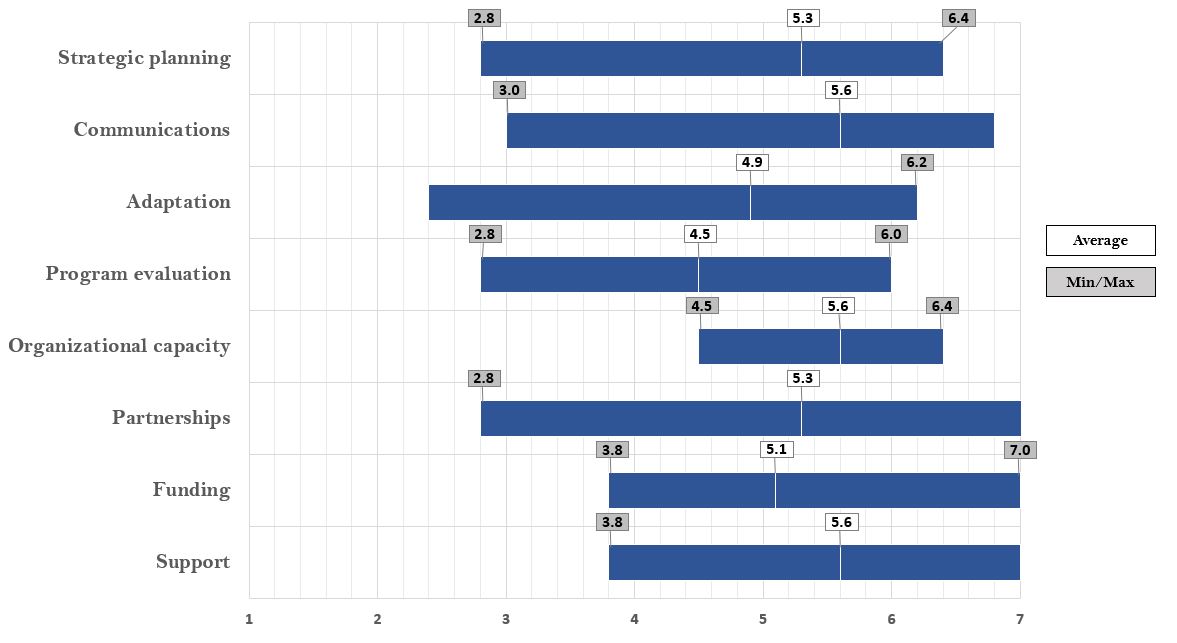 2.8 5.3 6.4
Strategic planning
3.0 5.6
Communications
4.9 6.2
Adaptation
2.8 4.5 6.0
Program evaluation
4.5 5.6 6.4
Organizational capacity
2.8 5.3
Partnerships
3.8 5.1 7.0
Funding
3.8 5.6
Support
1 2 3 4 5 6 7
Average
Min/Max